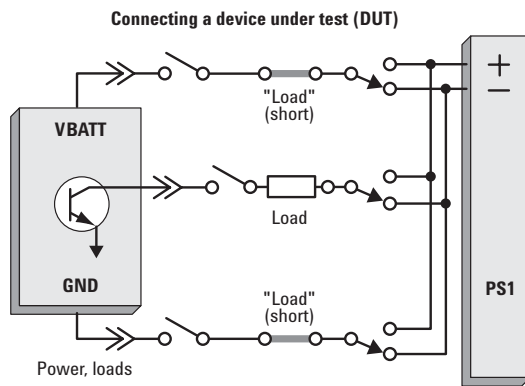 Connecting a device under test (DUT)
"Load"
(short)
+
−
VBATT
Load
GND
PS1
"Load"
(short)
Power, loads